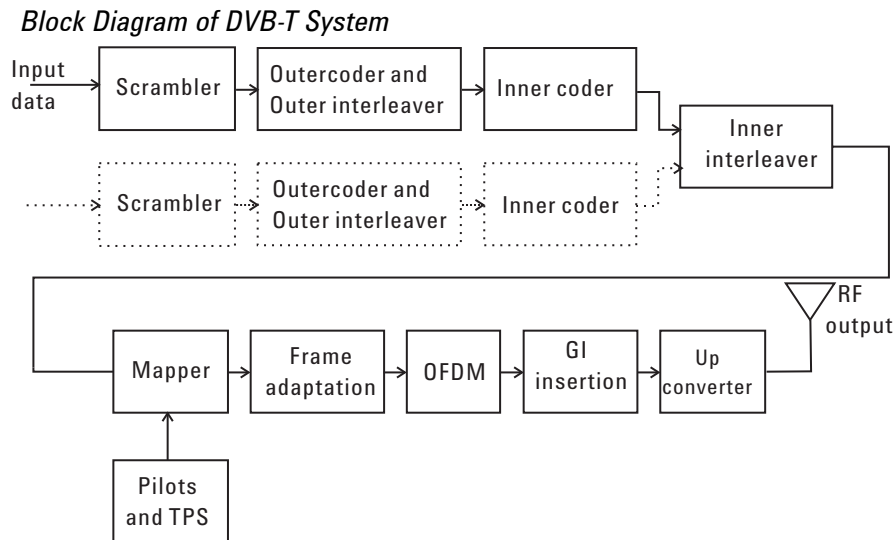 Block Diagram of DVB-T System
Input
data
Scrambler
Outercoder and
Outer interleaver
Inner coder
Inner
interleaver
Scrambler
Outercoder and
Outer interleaver
Inner coder
RF
output
Mapper
Frame
adaptation
OFDM
GI
insertion
Up
converter
Pilots
and TPS